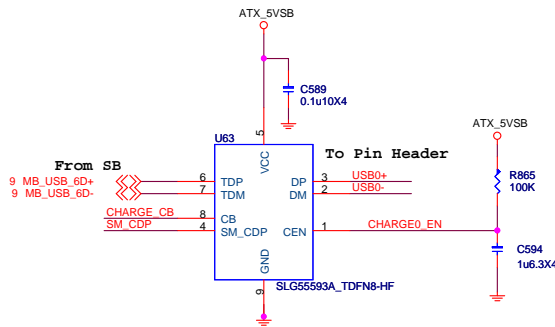 ATX_5VSB
C589
0.1u10X4
U63
5
VCC
ATX_5VSB
From SB
To Pin Header
9 MB_USB_6D+
6
TDP
DP
3
USB0+
9 MB_USB_6D-
7
TDM
DM
2
USB0-
R865
100K
CHARGE_CB
8
CB
SM_CDP
4
SM_CDP
CEN
1
CHARGE0_EN
C594
1u6.3X4
GND
9
SLG55593A_TDFN8-HF